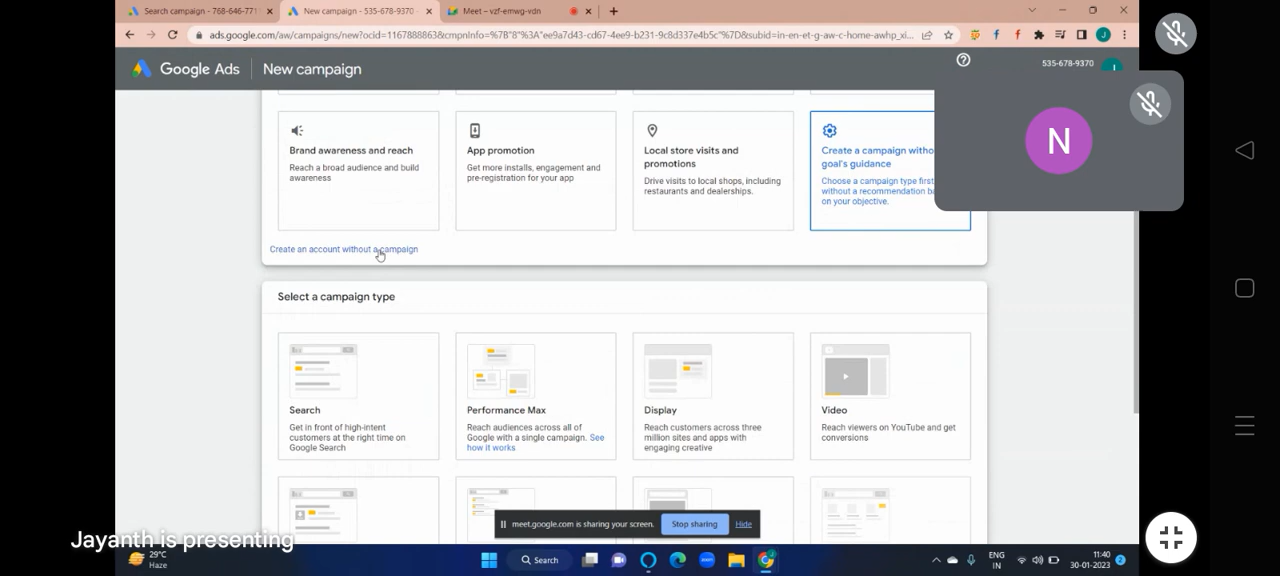 Search campaign - 768-646-771
New campaign - 535-678-9370 -
Meet – vzf-emwg-vdn
ads.google.com/aw/campaigns/new?ocid=1167888863&cmpnInfo=%7B"8"%3A"ee9a7d43-cd67-4ee9-b231-9c8d337e4b5c"%7D&subid=in-en-et-g-aw-c-home-awhp_xi...
J
Google Ads
New campaign
535-678-9370
N
Brand awareness and reach
Reach a broad audience and build
awareness
App promotion
Get more installs, engagement and
pre-registration for your app
Local store visits and
promotions
Drive visits to local shops, including
restaurants and dealerships.
Create a campaign witho
goal's guidance
Choose a campaign type first,
without a recommendation ba
on your objective.
Create an account without a campaign
Select a campaign type
Search
Get in front of high-intent
customers at the right time on
Google Search
Performance Max
Reach audiences across all of
Google with a single campaign. See
how it works
Display
Reach customers across three
million sites and apps with
engaging creative
Video
Reach viewers on YouTube and get
conversions
meet.google.com is sharing your screen.
Stop sharing
Hide
Jayanth is presenting
29°C
Haze
Search
ENG
IN
11:40
30-01-2023
2